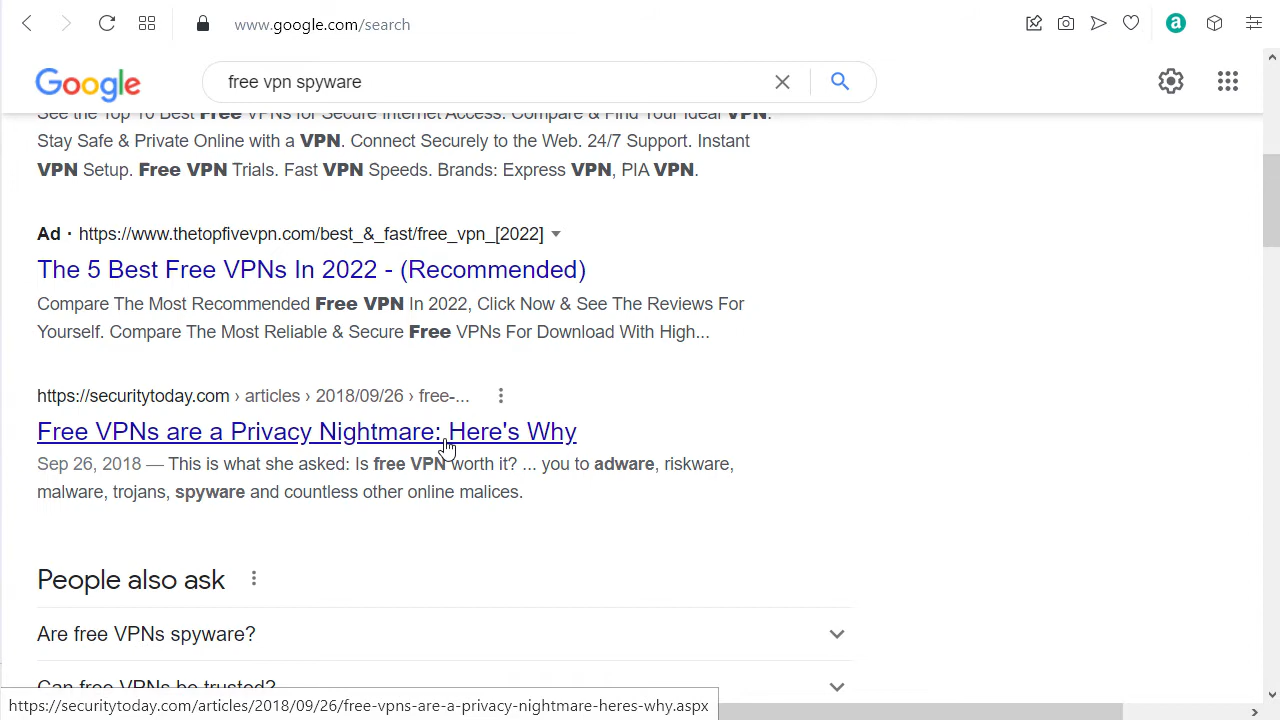 www.google.com/search
a
Google
free vpn spyware
See the Top 10 Best Free VPNs for Secure Internet Access. Compare & Find Your Ideal VPN.
Stay Safe & Private Online with a VPN. Connect Securely to the Web. 24/7 Support. Instant
VPN Setup. Free VPN Trials. Fast VPN Speeds. Brands: Express VPN, PIA VPN.
Ad · https://www.thetopfivevpn.com/best_&_fast/free_vpn_[2022]
The 5 Best Free VPNs In 2022 - (Recommended)
Compare The Most Recommended Free VPN In 2022, Click Now & See The Reviews For
Yourself. Compare The Most Reliable & Secure Free VPNs For Download With High...
https://securitytoday.com › articles › 2018/09/26 › free-...
Free VPNs are a Privacy Nightmare: Here's Why
Sep 26, 2018 — This is what she asked: Is free VPN worth it? ... you to adware, riskware,
malware, trojans, spyware and countless other online malices.
People also ask
Are free VPNs spyware?
Can free VPNs be trusted?
https://securitytoday.com/articles/2018/09/26/free-vpns-are-a-privacy-nightmare-heres-why.aspx